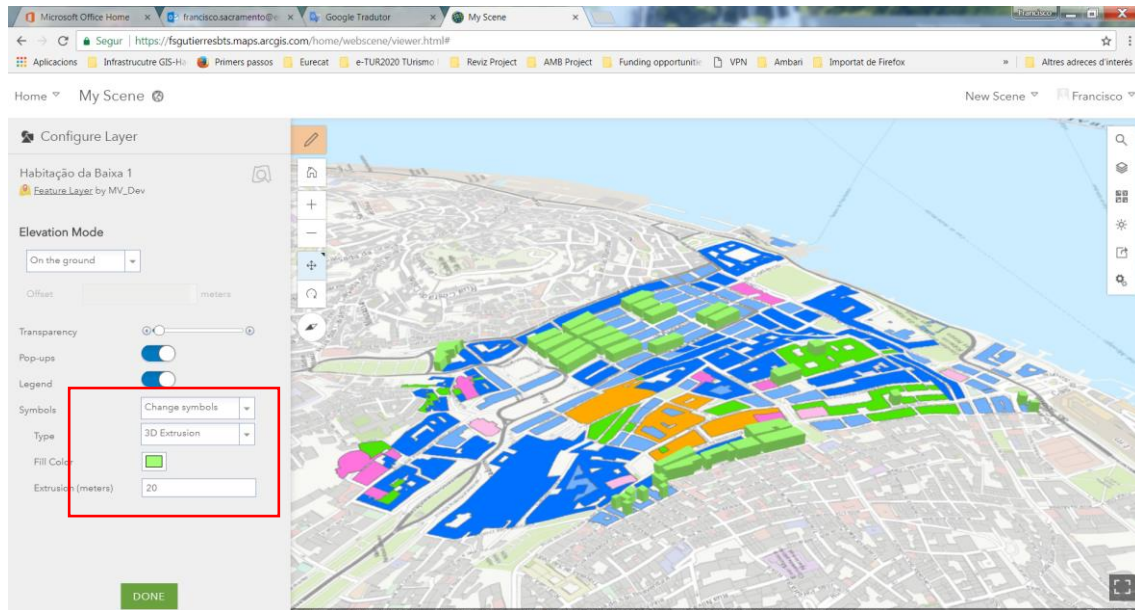 Microsoft Office Home
francisco.sacramento@e
Google Tradutor
My Scene
Francisco
Segur https://fsgutierresbts.maps.arcgis.com/home/webscene/viewer.html#
Aplicacions Infrastrucutre GIS-Ha Primers passos Eurecat e-TUR2020 TUrismo Reviz Project AMB Project Funding opportunitie VPN Ambari Importat de Firefox » Altres adreces d'interès
Home My Scene New Scene Francisco
Configure Layer
Habitação da Baixa 1
Feature Layer by MV_Dev
Elevation Mode
On the ground
Offset meters
Transparency
Pop-ups
Legend
Symbols Change symbols
Type 3D Extrusion
Fill Color
Extrusion (meters) 20
DONE